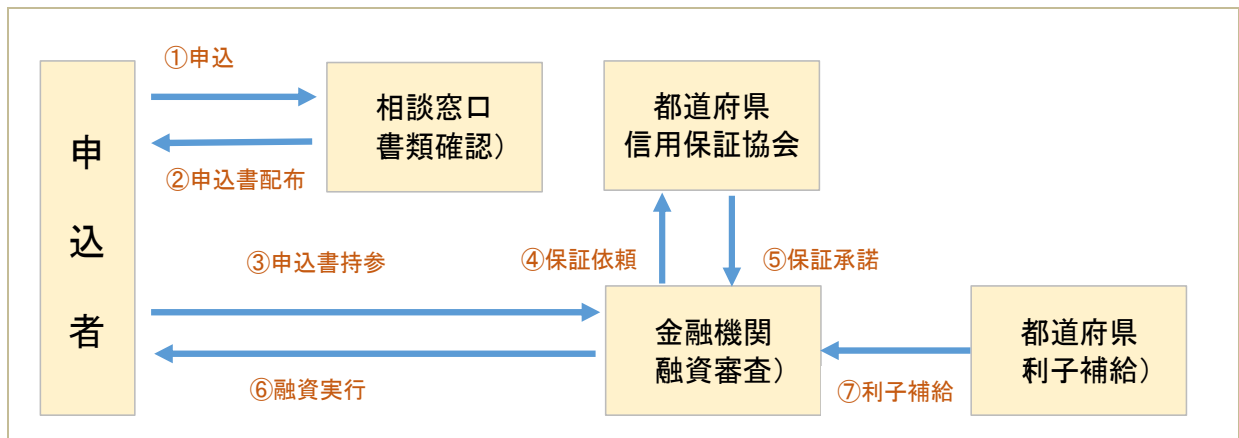 ①申込
相談窓口
書類確認）
都道府県
信用保証協会
申
込
者
②申込書配布
③申込書持参
④保証依頼
⑤保証承諾
金融機関
融資審査）
都道府県
利子補給）
⑥融資実行
⑦利子補給